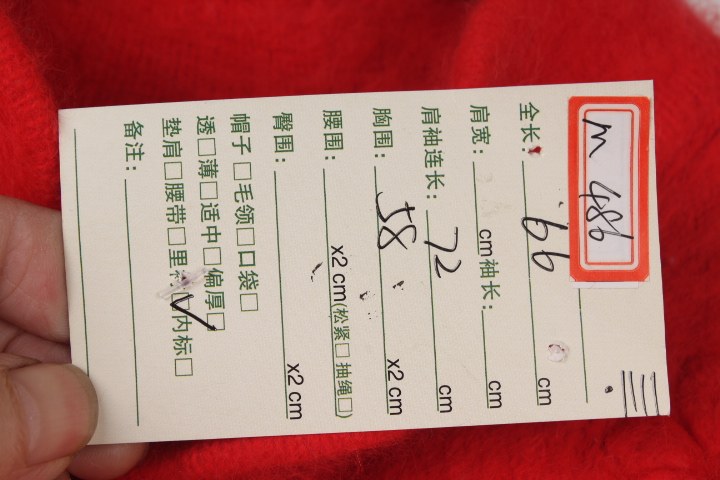 m 486
全长: 66 cm
肩宽: cm 袖长: cm
肩袖连长: 72 cm
胸围: 58 x2 cm
腰围: x2 cm(松紧□ 抽绳□)
臀围: x2 cm
帽子□ 毛领□ 口袋□
透□ 薄□ 适中□ 偏厚□
垫肩□ 腰带□ 里 □ 内标□
备注: